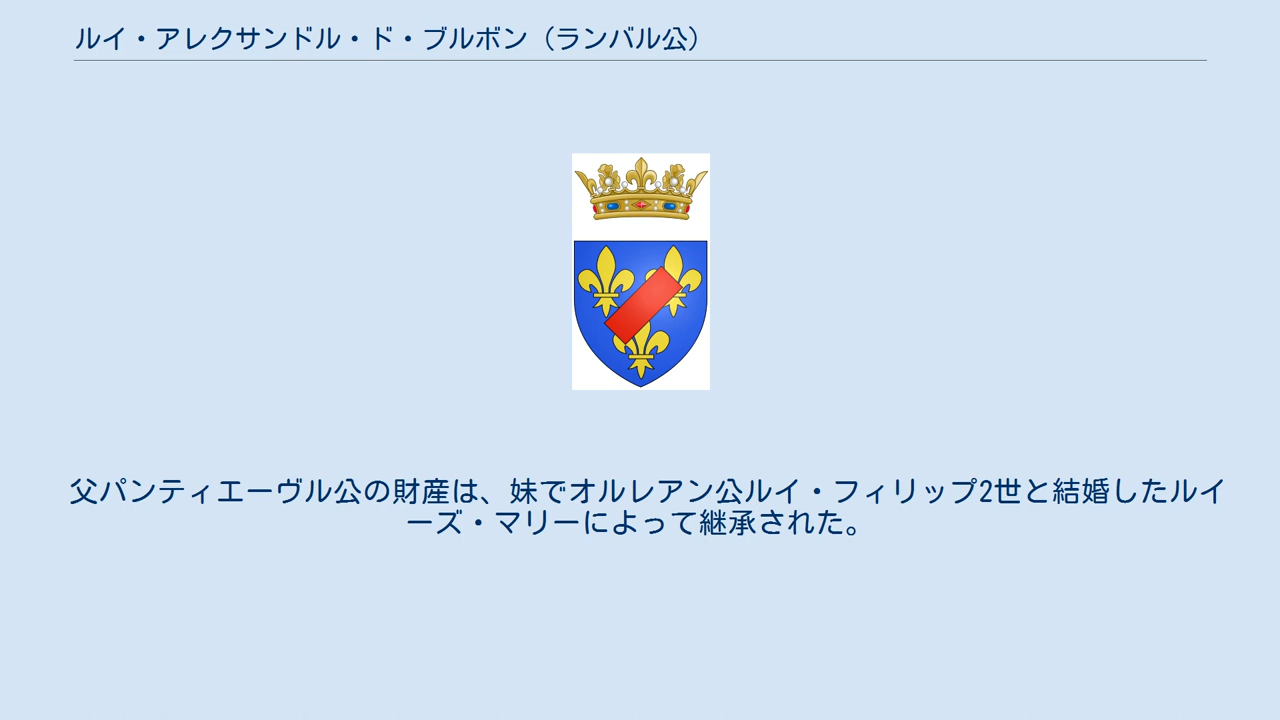 ルイ・アレクサンドル・ド・ブルボン（ランバル公）
父パンティエーヴル公の財産は、妹でオルレアン公ルイ・フィリップ2世と結婚したルイ
ーズ・マリーによって継承された。